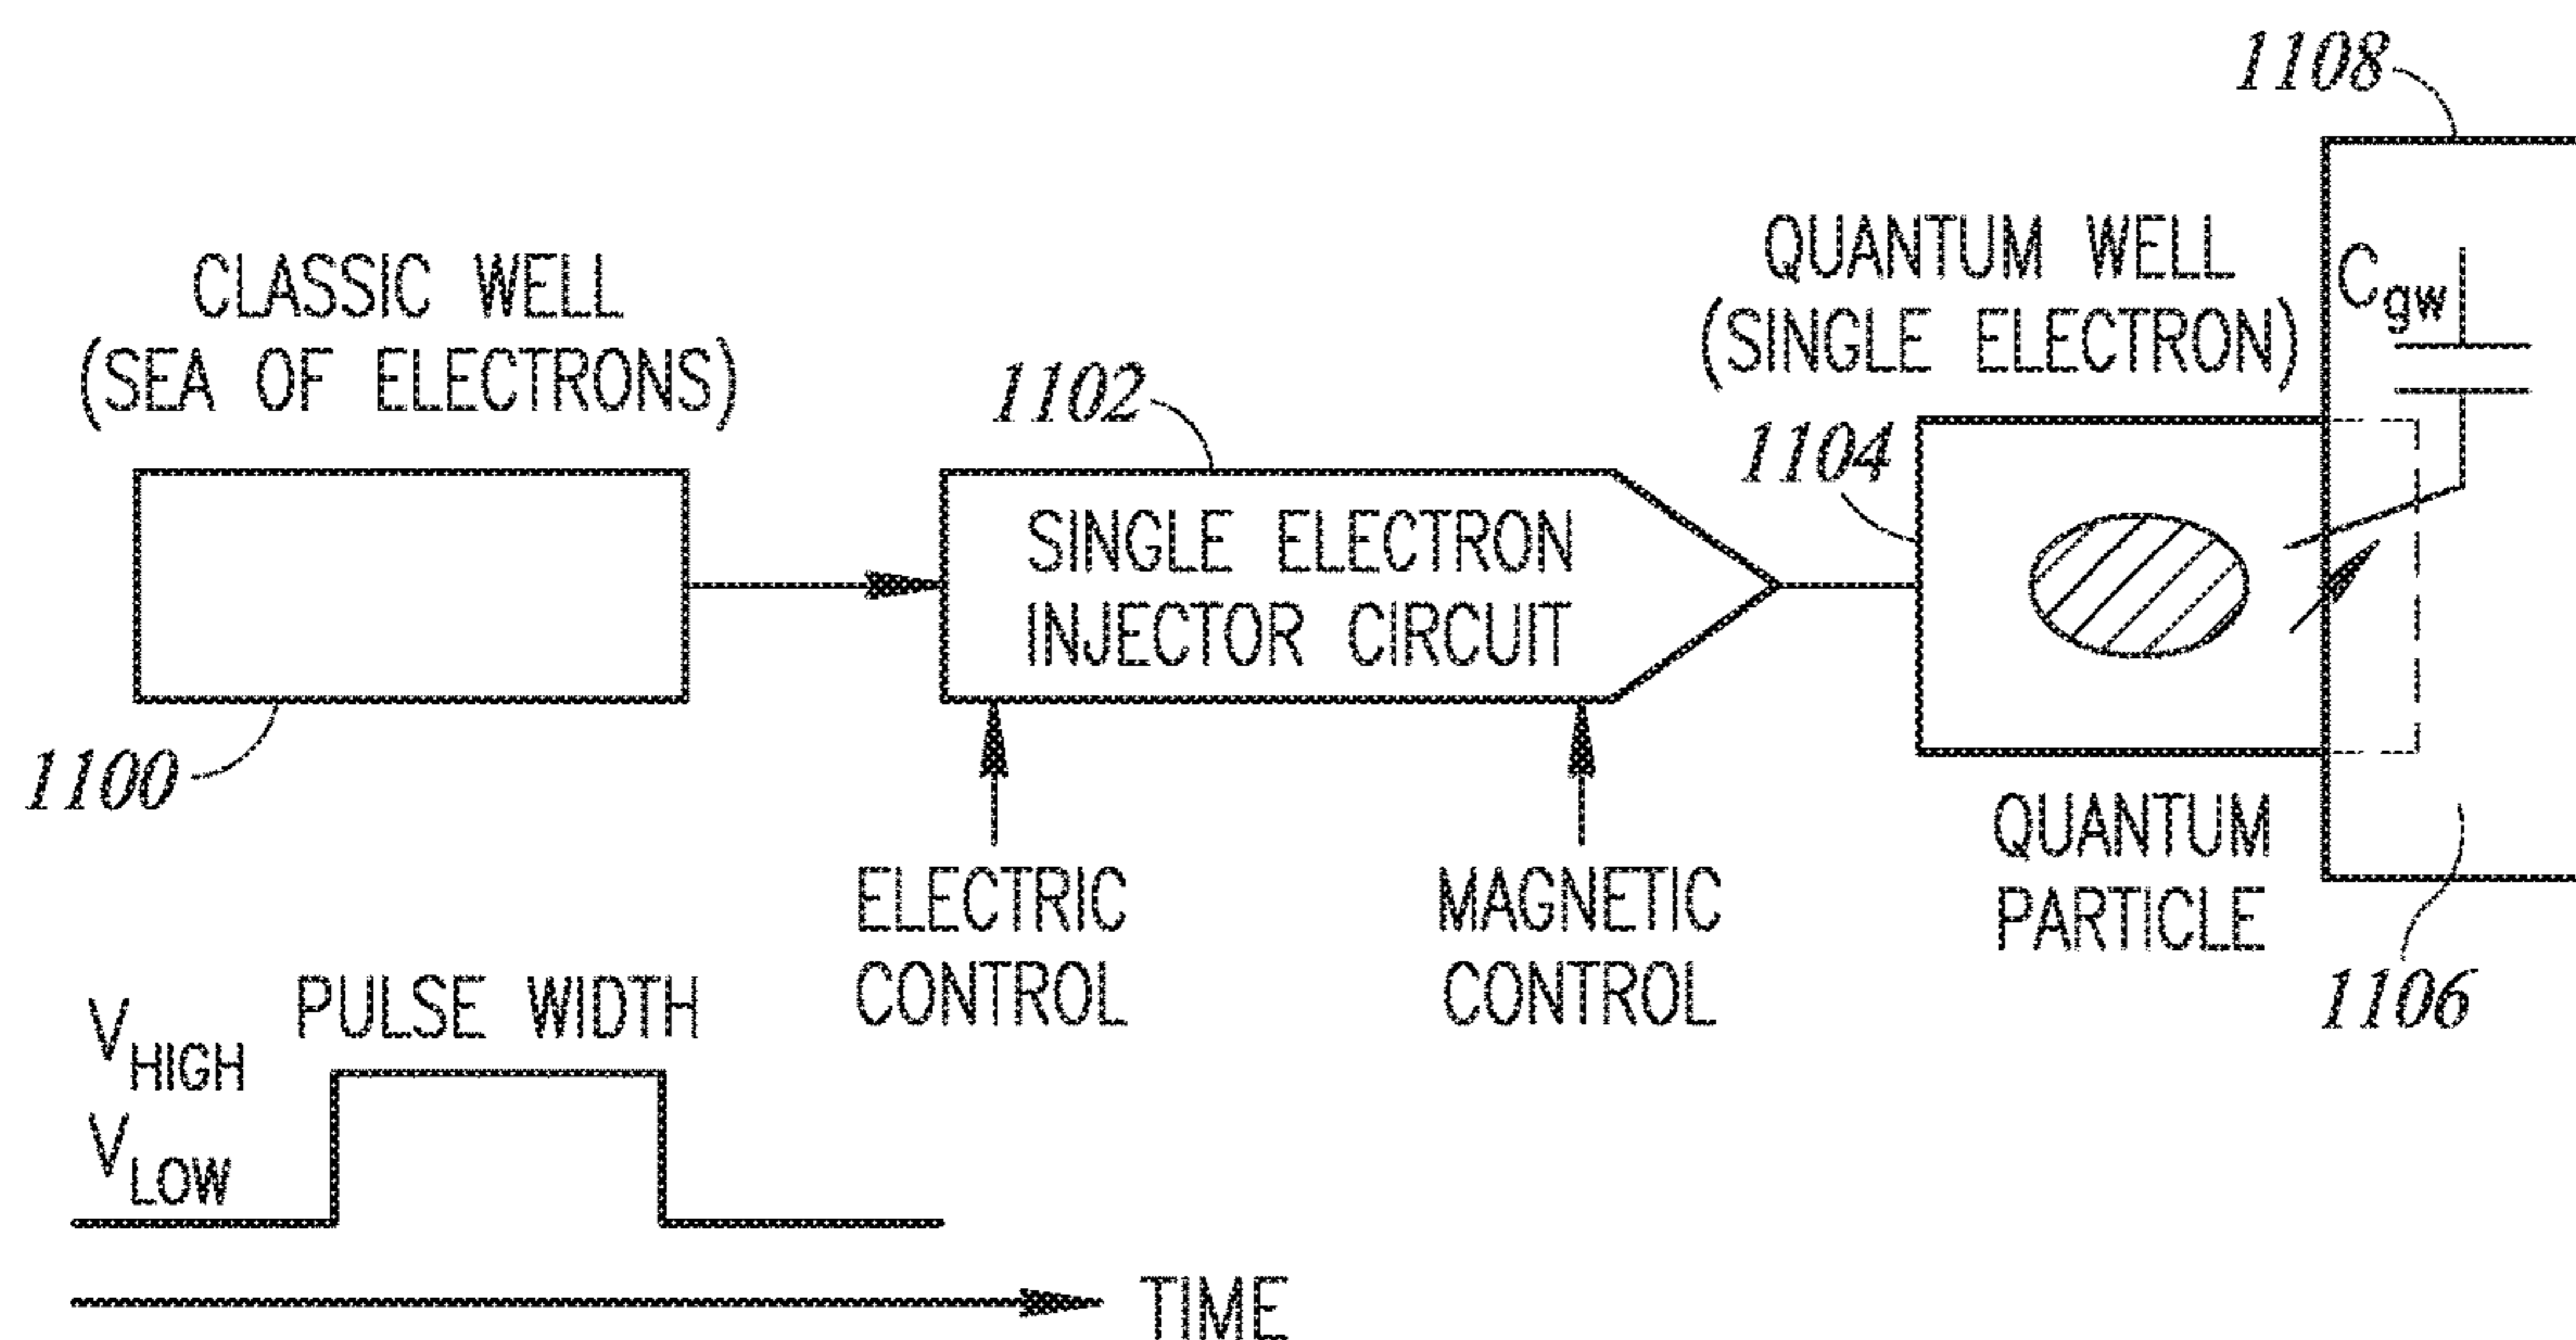 1108
QUANTUM WELL
(SINGLE ELECTRON)
Cgw
CLASSIC WELL
(SEA OF ELECTRONS)
1102
1104
SINGLE ELECTRON
INJECTOR CIRCUIT
1100
ELECTRIC
CONTROL
MAGNETIC
CONTROL
QUANTUM
PARTICLE
1106
PULSE WIDTH
VHIGH
VLOW
TIME